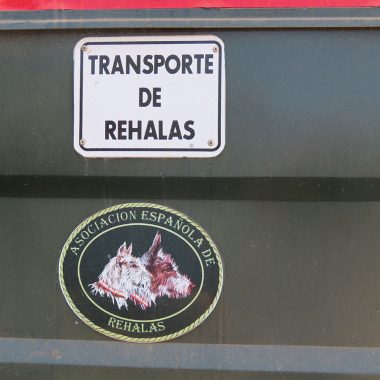 TRANSPORTE
DE
REHALAS
ASOCIACION ESPAÑOLA DE
REHALAS